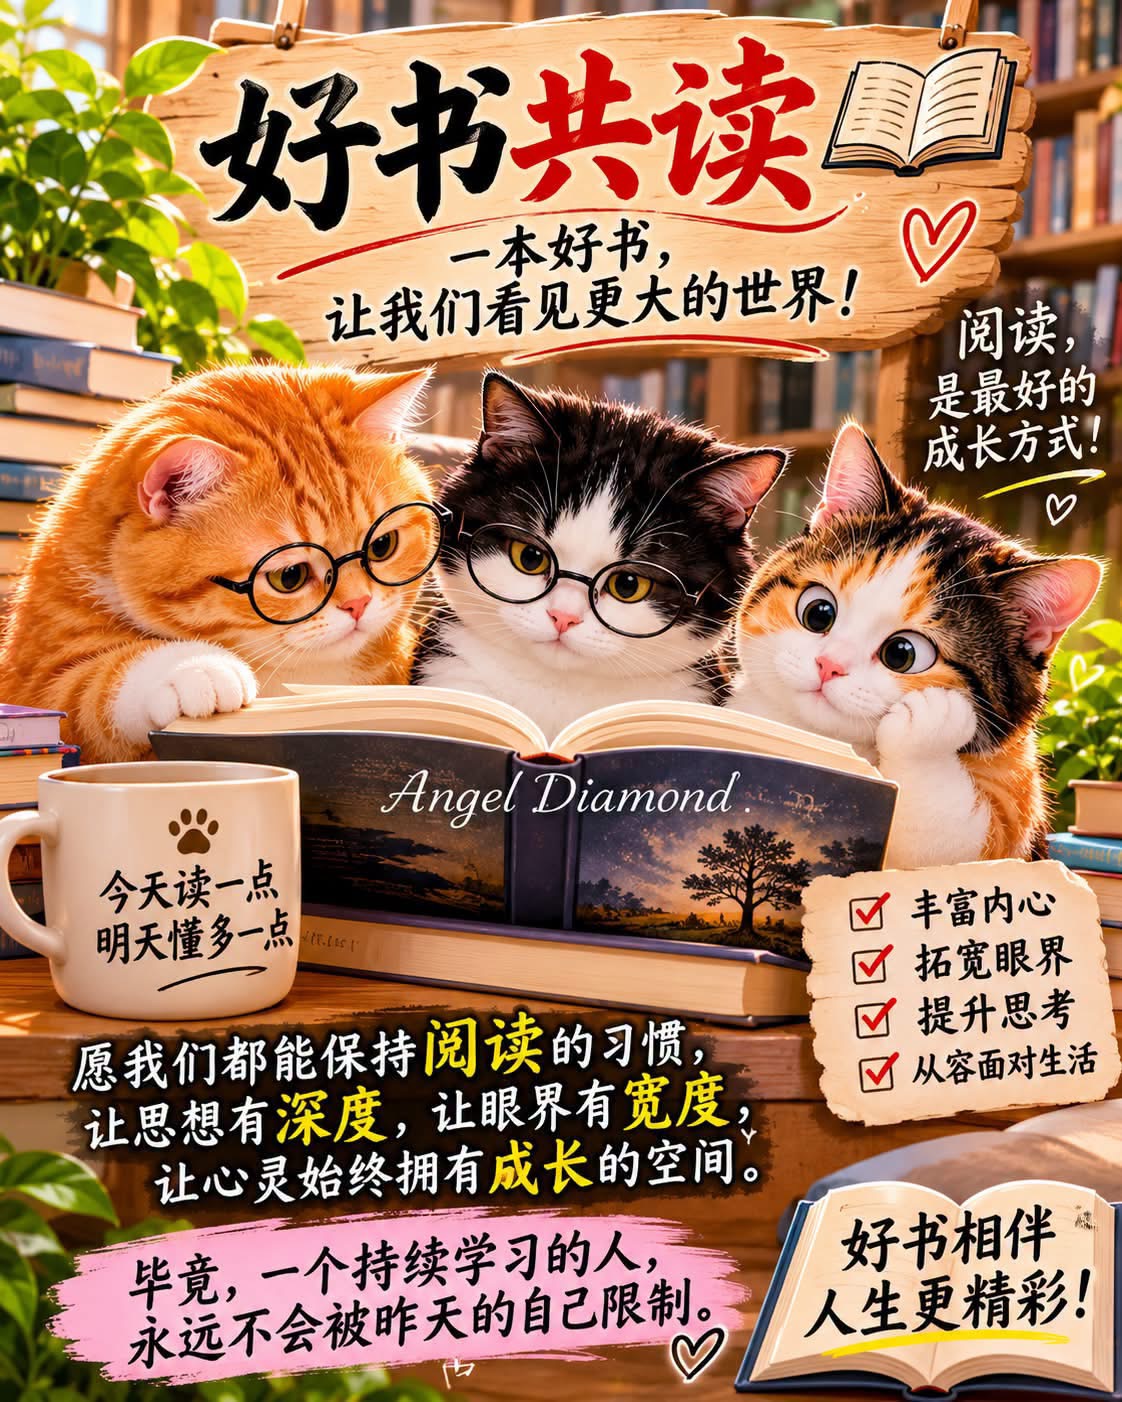 好书共读
一本好书，
让我们看见更大的世界！
阅读，
是最好的
成长方式！
Angel Diamond.
今天读一点
明天懂多一点
丰富内心
拓宽眼界
提升思考
从容面对生活
愿我们都能保持阅读的习惯，
让思想有深度，让眼界有宽度，
让心灵始终拥有成长的空间。
毕竟，一个持续学习的人，
永远不会被昨天的自己限制。
好书相伴
人生更精彩！